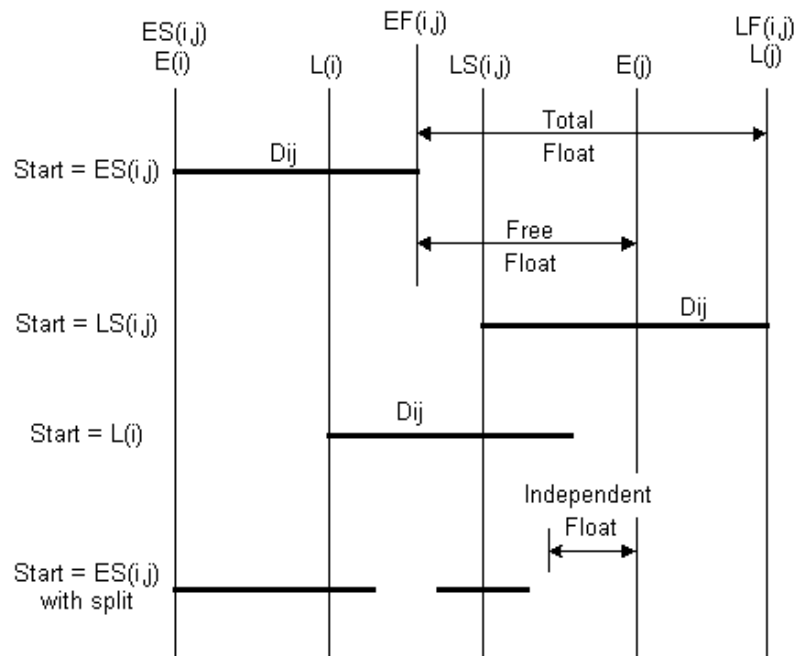 ES(i,j)
E(i)
L(i)
EF(i,j)
LS(i,j)
E(j)
LF(i,j)
L(j)
Total
Float
Start = ES(i,j)
Dij
Free
Float
Start = LS(i,j)
Dij
Start = L(i)
Dij
Independent
Float
Start = ES(i,j)
with split